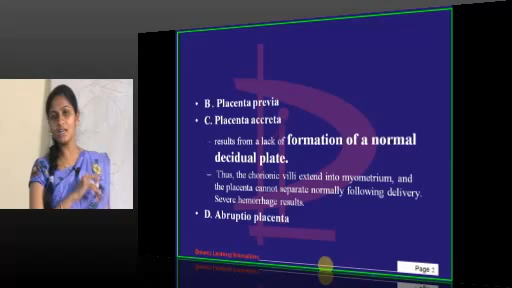 • B . Placenta previa
• C. Placenta accreta
- results from a lack of formation of a normal
decidual plate.
– Thus, the chorionic villi extend into myometrium, and
the placenta cannot separate normally following delivery.
Severe hemorrhage results.
• D. Abruptio placenta
Page